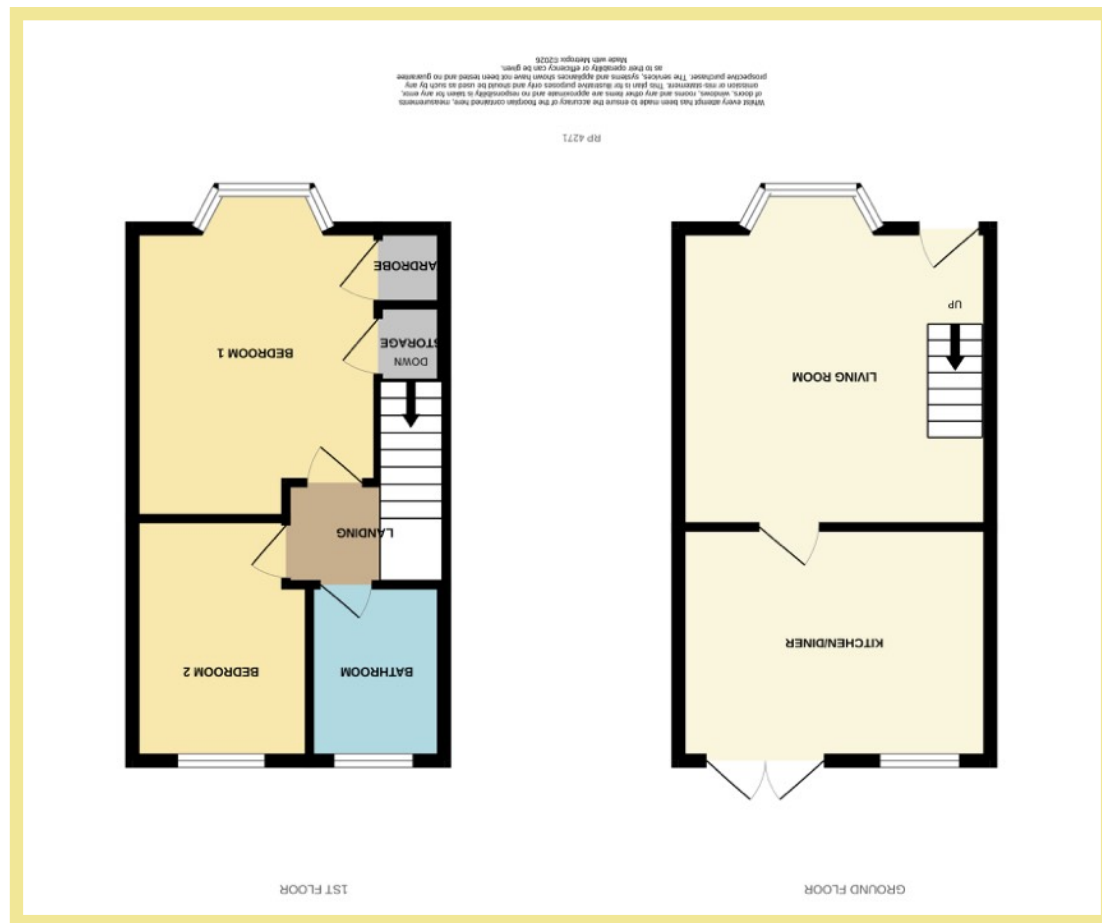 GROUND FLOOR
1ST FLOOR
KITCHEN/DINER
LIVING ROOM
UP
BATHROOM
BEDROOM 2
LANDING
DOWN
STORAGE
BEDROOM 1
ARDROBE
RP 4271
Whilst every attempt has been made to ensure the accuracy of the floorplan contained here, measurements
of doors, windows, rooms and any other items are approximate and no responsibility is taken for any error,
omission or mis-statement. This plan is for illustrative purposes only and should be used as such by any
prospective purchaser. The services, systems and appliances shown have not been tested and no guarantee
as to their operability or efficiency can be given.
Made with Metropix ©2026